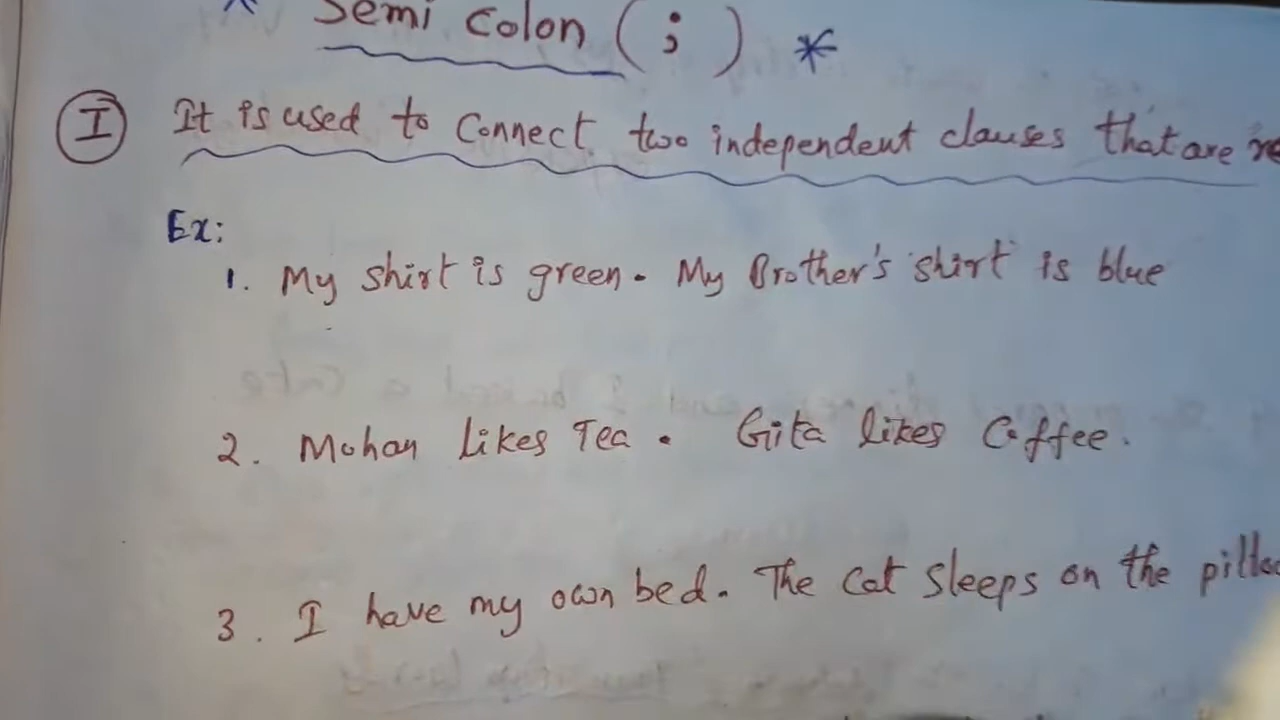 Semi Colon ( ; ) *
I It is used to Connect two independent clauses that are
Ex:
1. My shirt is green. My Brother's shirt is blue
2. Mohan likes Tea. Gita likes Coffee.
3. I have my own bed. The Cat Sleeps on the